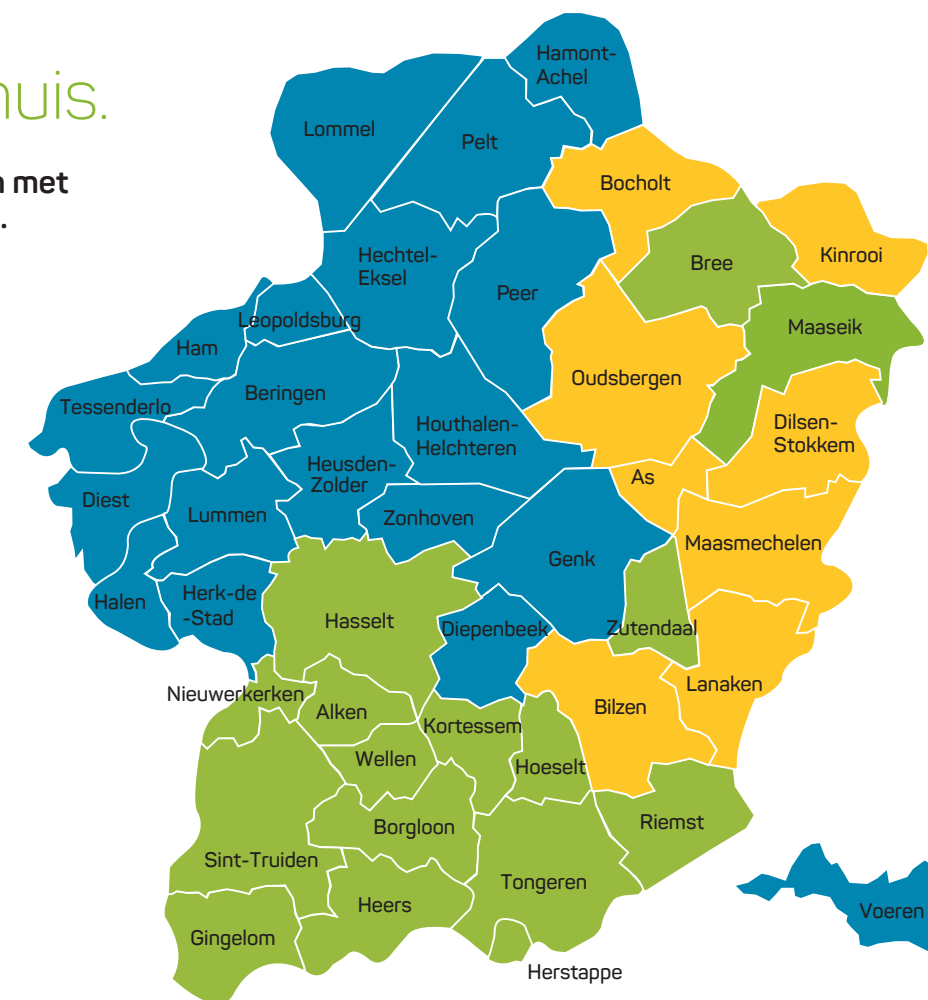 huis.
n met
.
Hamont-
Achel
Lommel
Pelt
Bocholt
Hechtel-
Eksel
Bree
Kinrooi
Peer
Leopoldsburg
Maaseik
Ham
Oudsbergen
Beringen
Tessenderlo
Houthalen-
Helchteren
Dilsen-
Stokkem
Heusden-
Zolder
As
Diest
Lummen
Zonhoven
Maasmechelen
Genk
Halen
Herk-de
-Stad
Hasselt
Diepenbeek
Zutendaal
Nieuwerkerken
Lanaken
Alken
Bilzen
Kortessem
Wellen
Hoeselt
Borgloon
Riemst
Sint-Truiden
Tongeren
Heers
Voeren
Gingelom
Herstappe